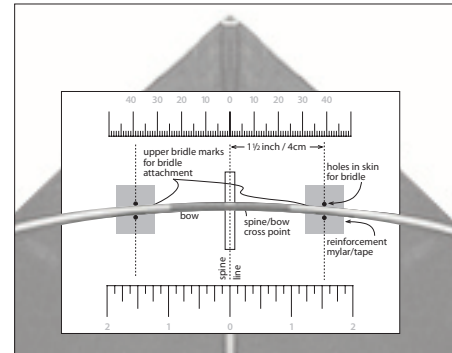 40 30 20 10 0 10 20 30 40
1 ½ inch / 4cm
upper bridle marks
for bridle
attachment
holes in skin
for bridle
bow
spine/bow
cross point
reinforcement
mylar/tape
spine
line
2 1 0 1 2